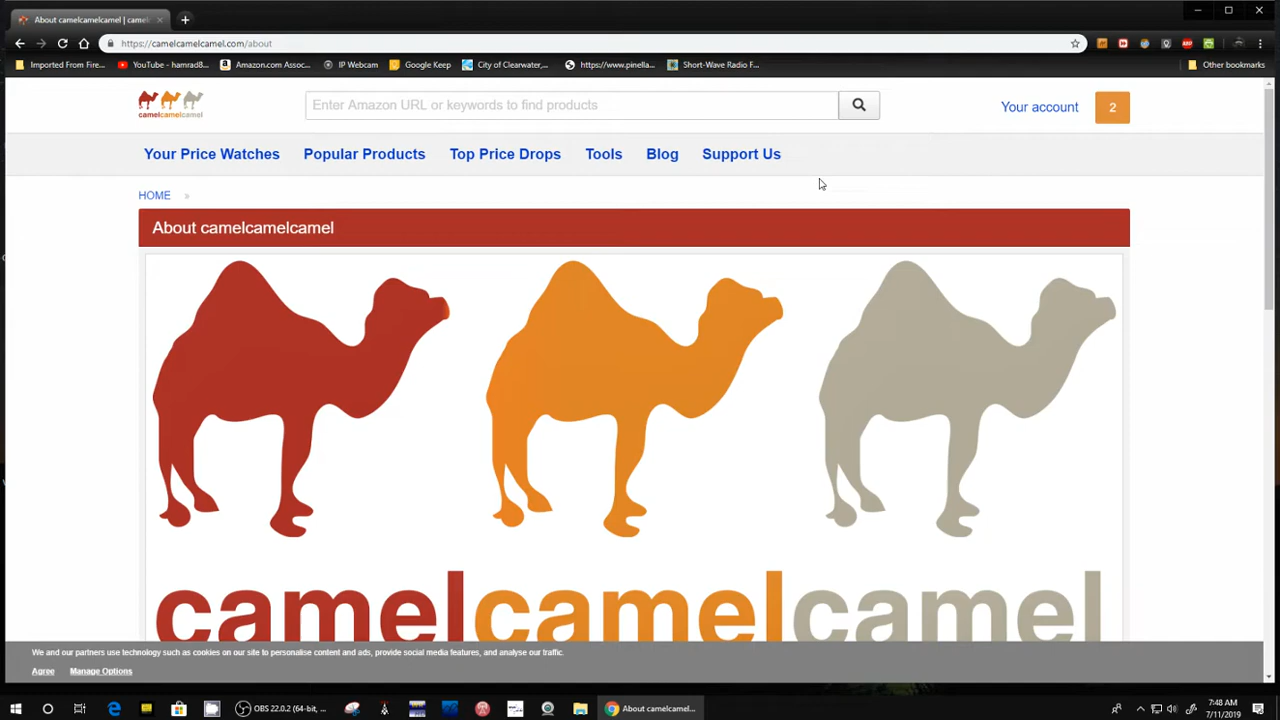 About camelcamelcamel | came
https://camelcamelcamel.com/about
Imported From Fire...
YouTube - hamrad8...
Amazon.com Assoc...
IP Webcam
Google Keep
City of Clearwater,...
https://www.pinella...
Short-Wave Radio F...
Other bookmarks
camelcamelcamel
Enter Amazon URL or keywords to find products
Your account
2
Your Price Watches
Popular Products
Top Price Drops
Tools
Blog
Support Us
HOME »
About camelcamelcamel
camelcamelcamel
We and our partners use technology such as cookies on our site to personalise content and ads, provide social media features, and analyse our traffic.
Agree
Manage Options
OBS 22.0.2 (64-bit, ...
About camelcamel...
7:48 AM
7/11/2019